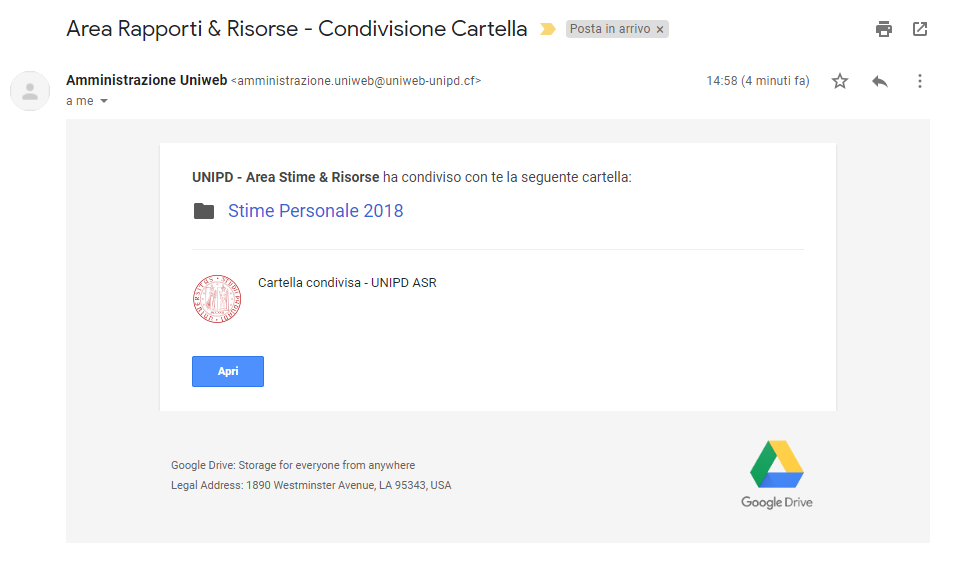 Area Rapporti & Risorse - Condivisione Cartella Posta in arrivo ×
Amministrazione Uniweb <amministrazione.uniweb@uniweb-unipd.cf> 14:58 (4 minuti fa)
a me
UNIPD - Area Stime & Risorse ha condiviso con te la seguente cartella:
Stime Personale 2018
Cartella condivisa - UNIPD ASR
Apri
Google Drive: Storage for everyone from anywhere
Legal Address: 1890 Westminster Avenue, LA 95343, USA
Google Drive